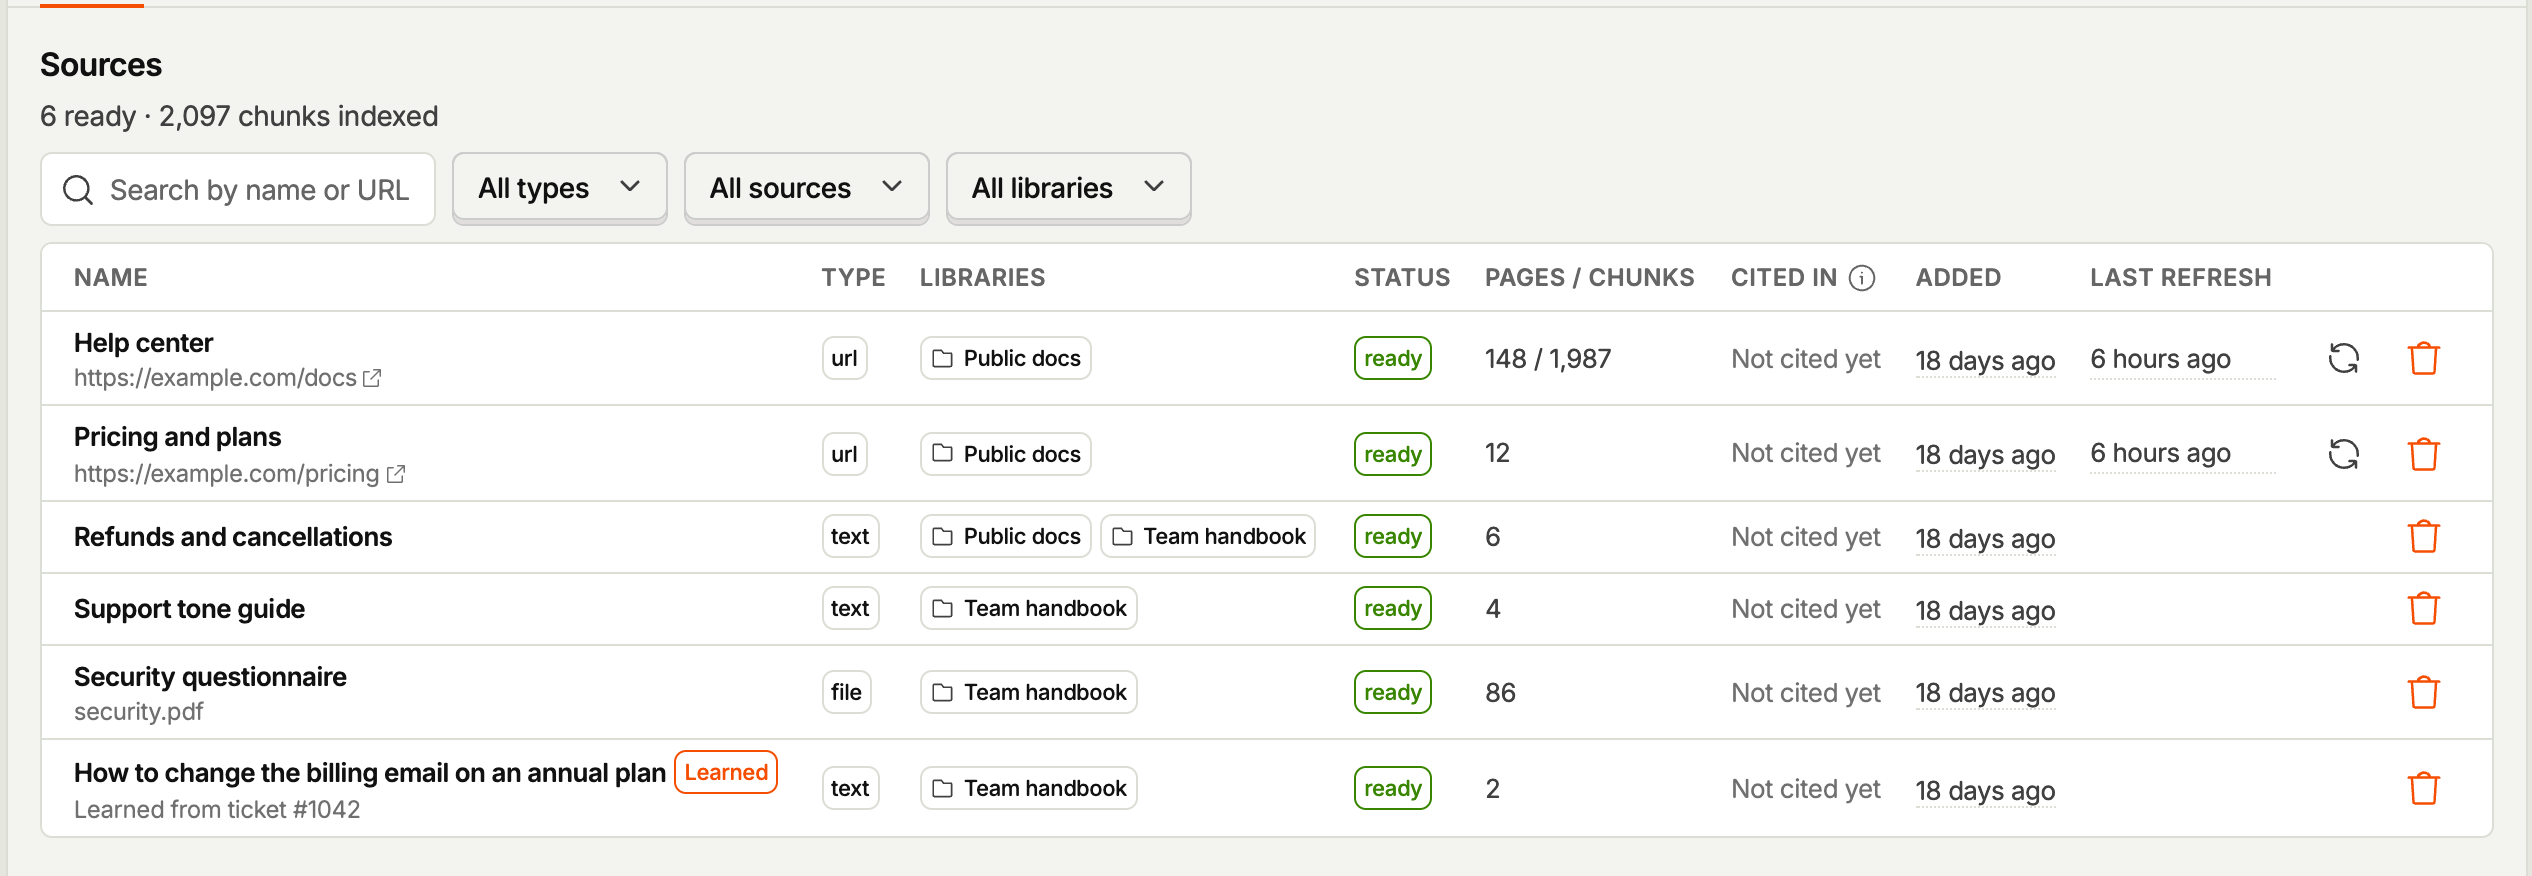 Sources
6 ready · 2,097 chunks indexed
Search by name or URL All types All sources All libraries
NAME TYPE LIBRARIES STATUS PAGES / CHUNKS CITED IN ADDED LAST REFRESH
Help center
https://example.com/docs
url Public docs ready 148 / 1,987 Not cited yet 18 days ago 6 hours ago
Pricing and plans
https://example.com/pricing
url Public docs ready 12 Not cited yet 18 days ago 6 hours ago
Refunds and cancellations text Public docs Team handbook ready 6 Not cited yet 18 days ago
Support tone guide text Team handbook ready 4 Not cited yet 18 days ago
Security questionnaire
security.pdf
file Team handbook ready 86 Not cited yet 18 days ago
How to change the billing email on an annual plan Learned
Learned from ticket #1042
text Team handbook ready 2 Not cited yet 18 days ago